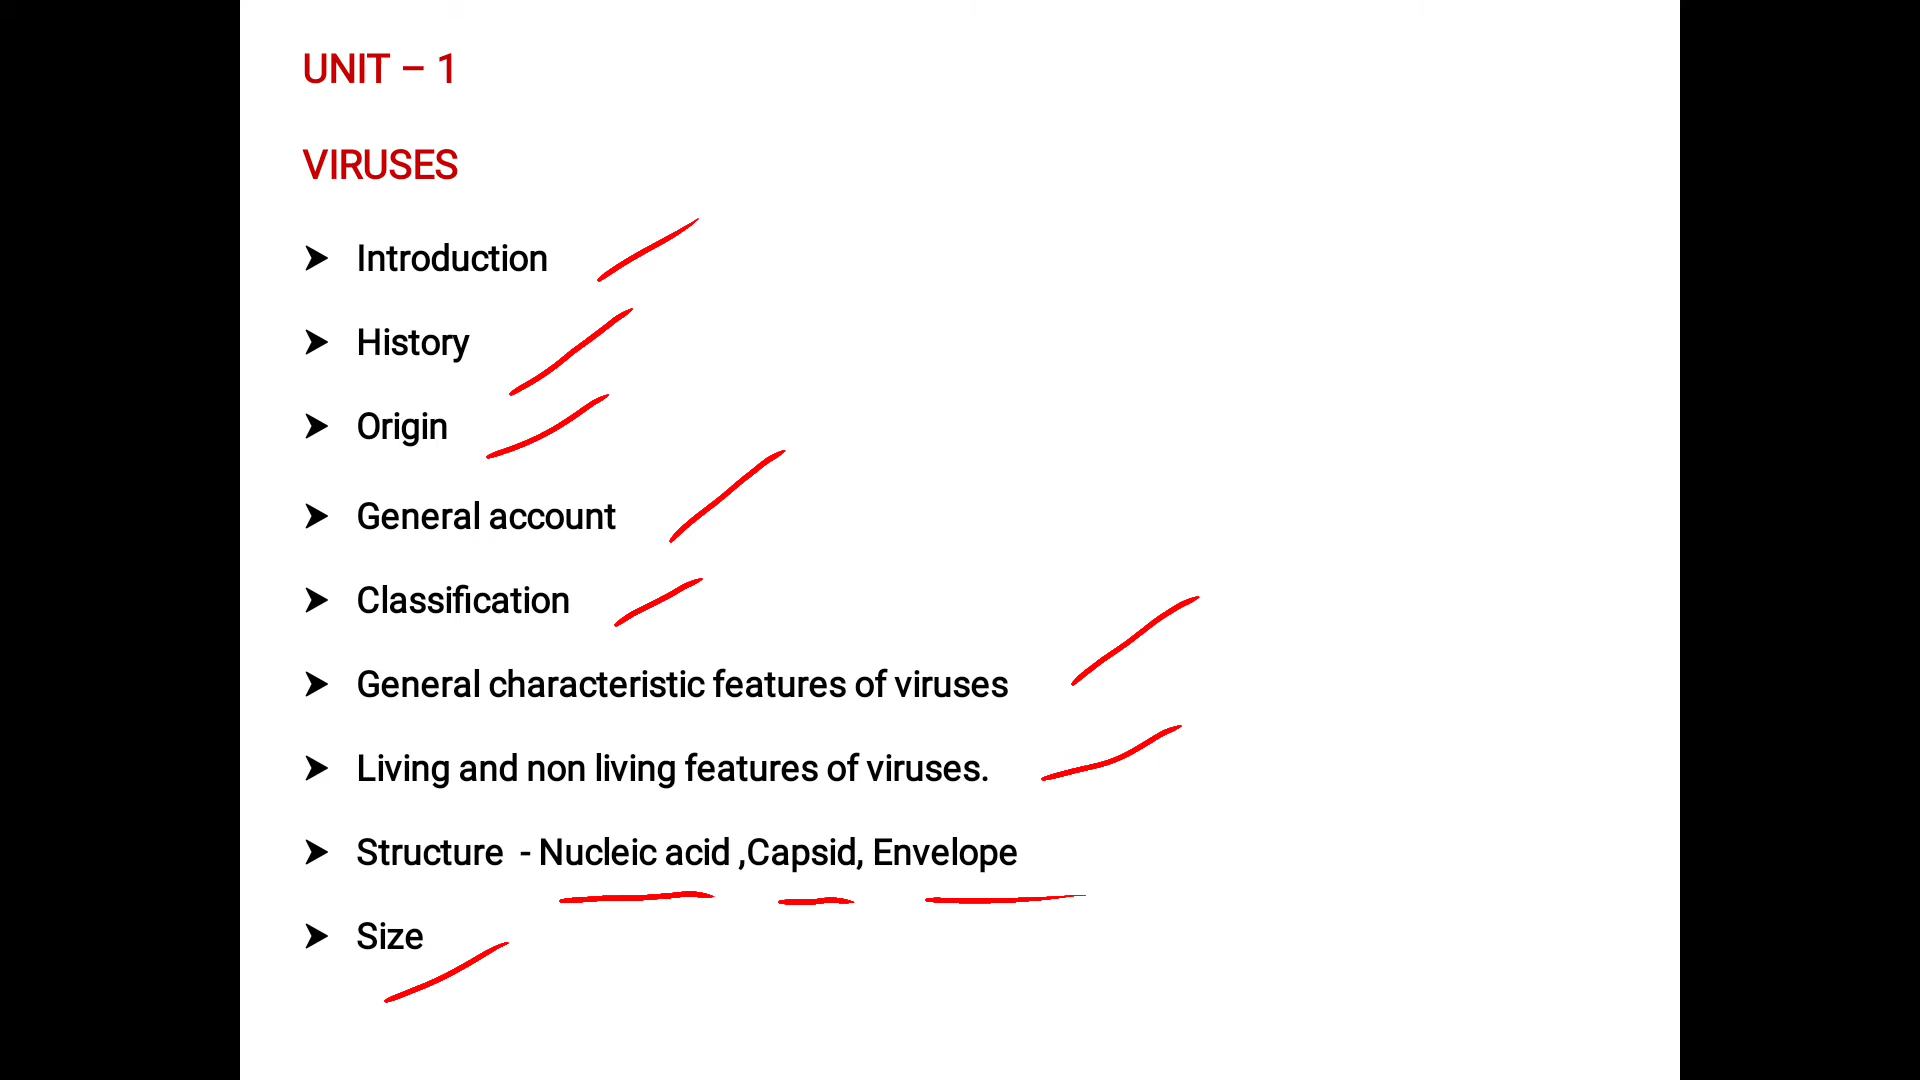 UNIT – 1
VIRUSES
➤ Introduction
➤ History
➤ Origin
➤ General account
➤ Classification
➤ General characteristic features of viruses
➤ Living and non living features of viruses.
➤ Structure - Nucleic acid ,Capsid, Envelope
➤ Size